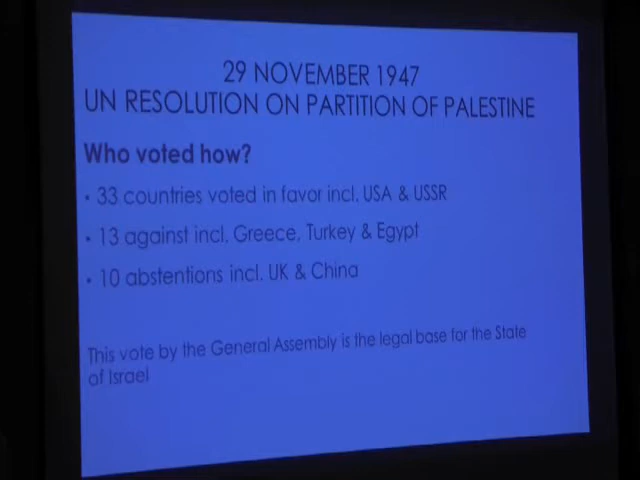 29 NOVEMBER 1947
UN RESOLUTION ON PARTITION OF PALESTINE
Who voted how?
• 33 countries voted in favor incl. USA & USSR
• 13 against incl. Greece, Turkey & Egypt
• 10 abstentions incl. UK & China
This vote by the General Assembly is the legal base for the State
of Israel